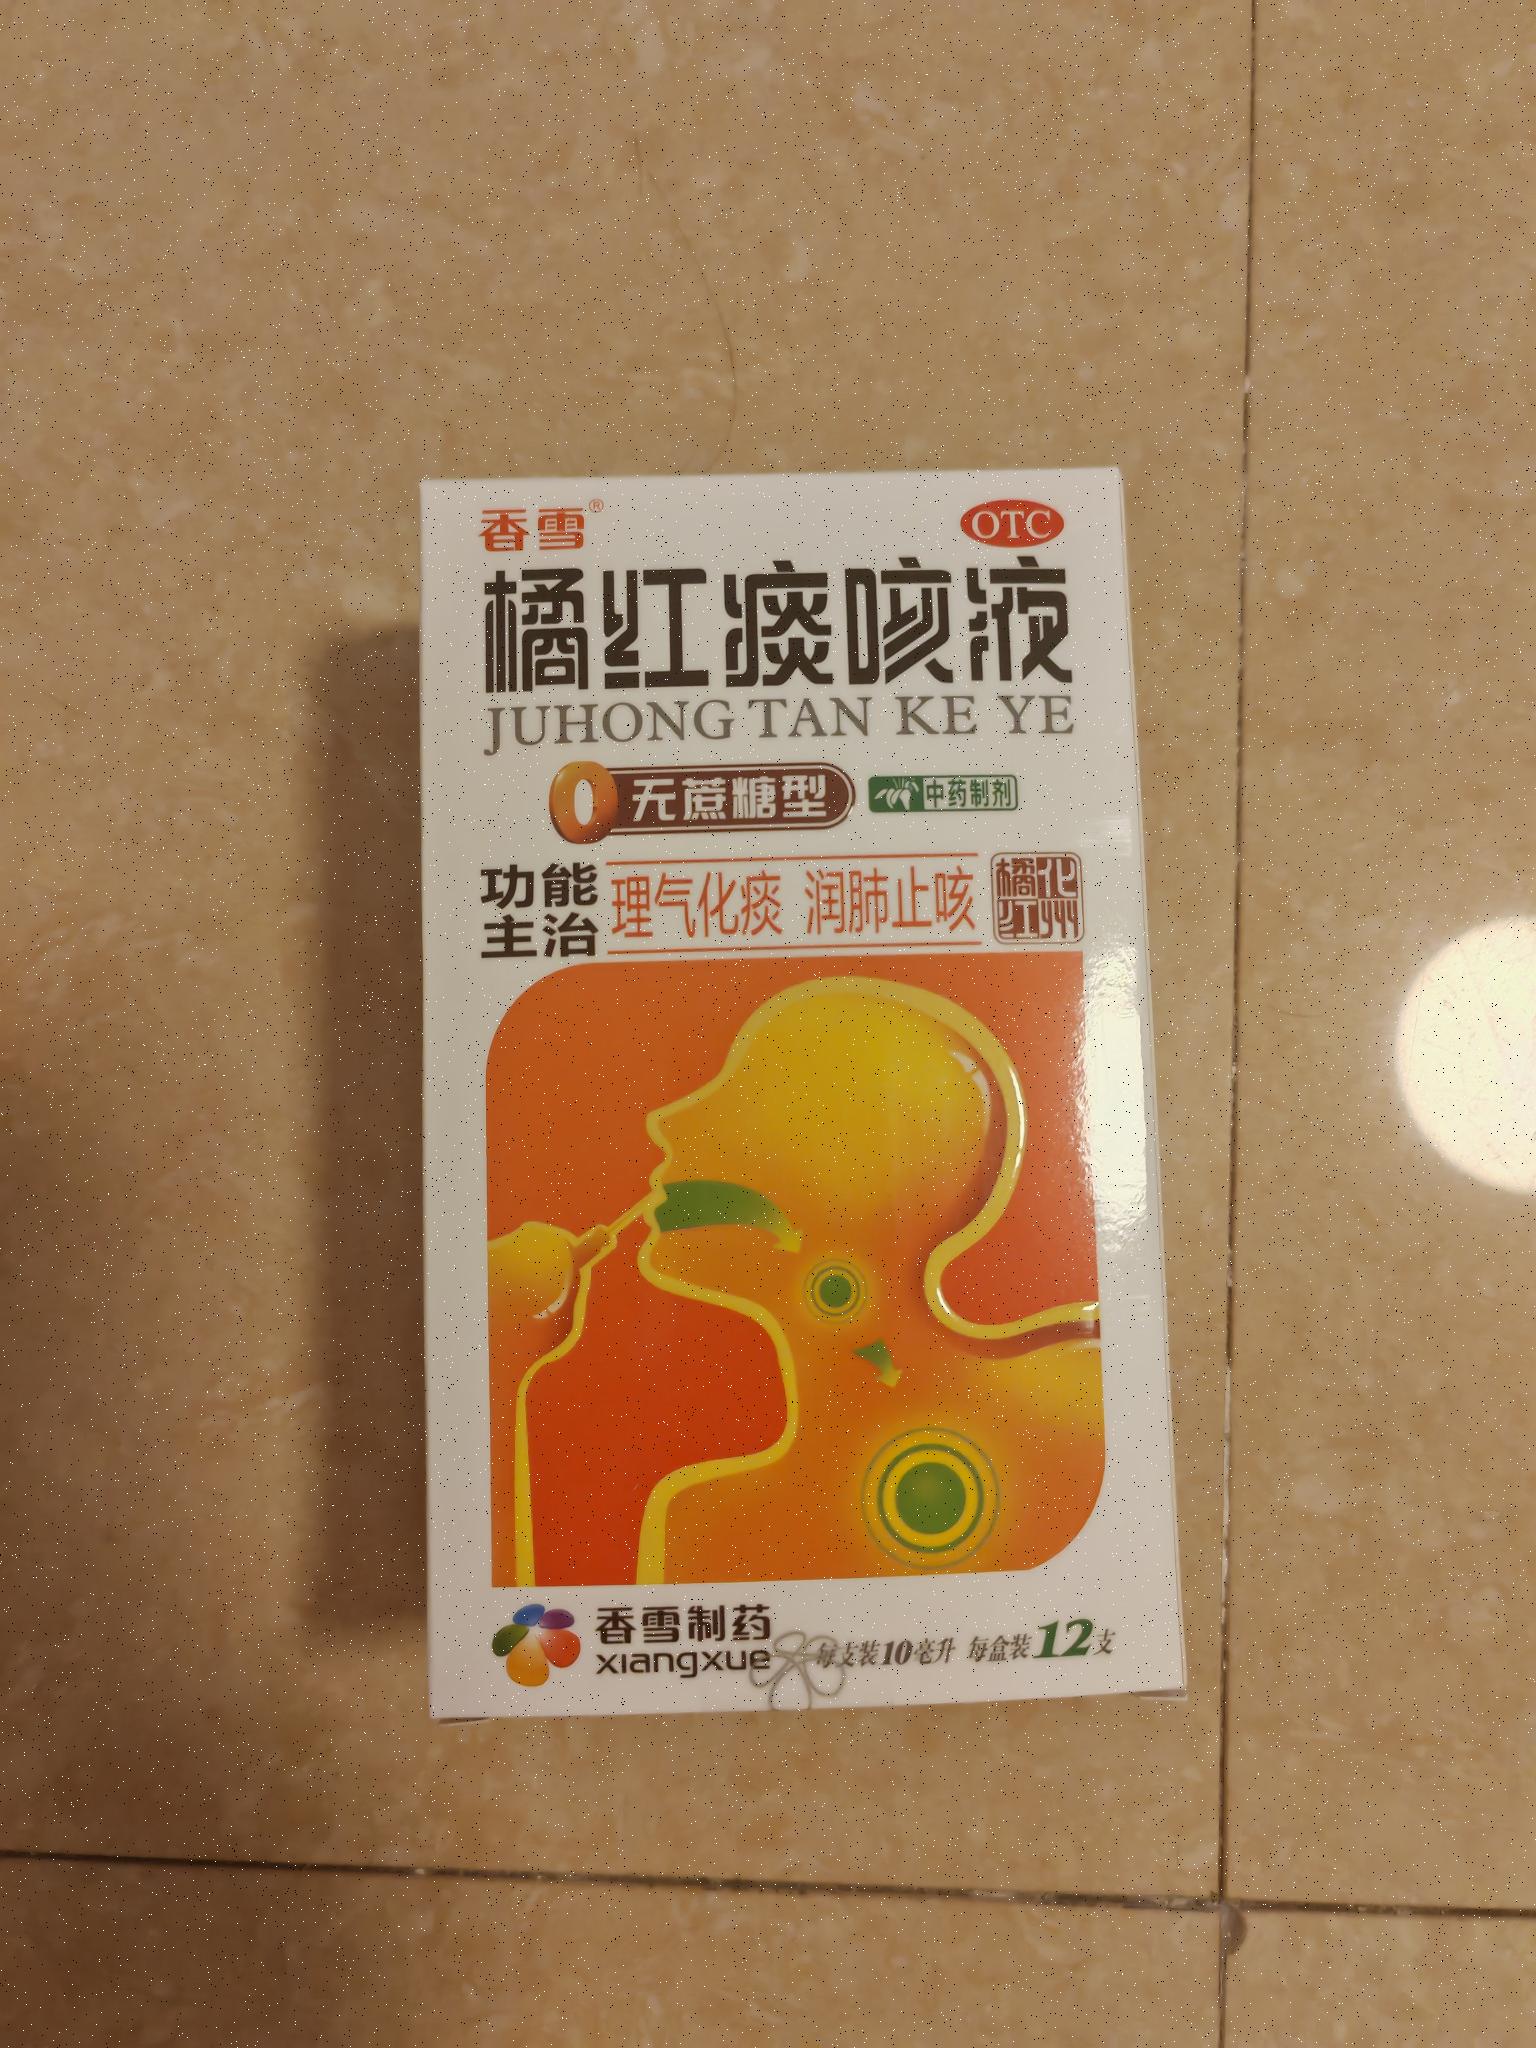 香雪®
OTC
橘红痰咳液
JUHONG TAN KE YE
0 无蔗糖型
中药制剂
功能
主治
理气化痰 润肺止咳
化州
橘红
香雪制药
xiangxue
每支装10毫升 每盒装12支